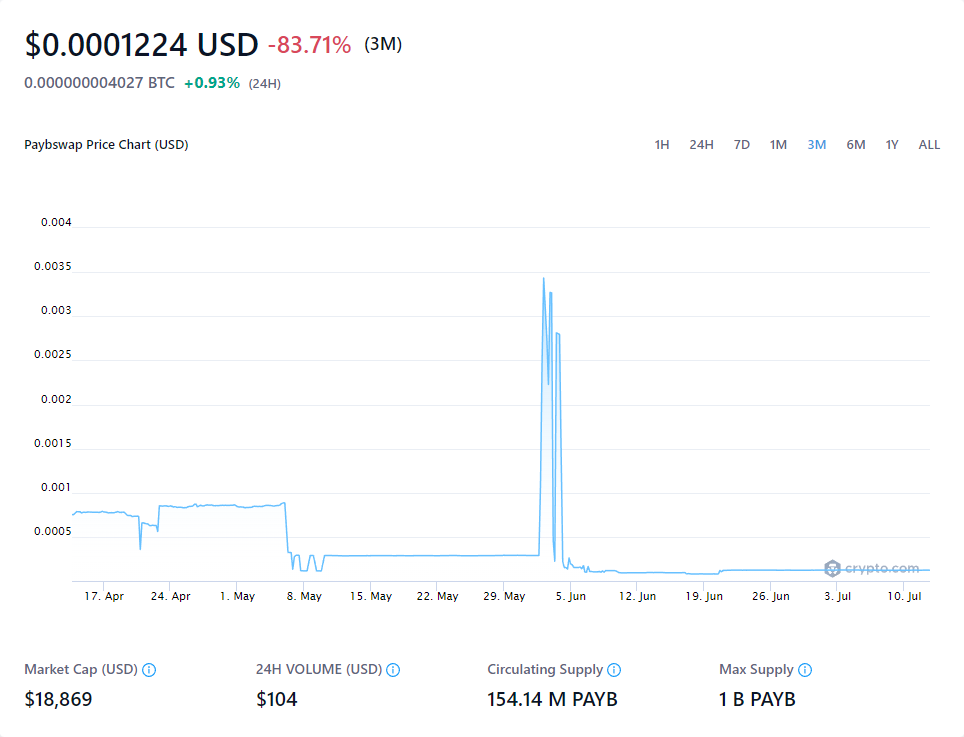 $0.0001224 USD -83.71% (3M)
0.000000004027 BTC +0.93% (24H)
Paybswap Price Chart (USD) 1H 24H 7D 1M 3M 6M 1Y ALL
0.004
0.0035
0.003
0.0025
0.002
0.0015
0.001
0.0005
crypto.com
17. Apr 24. Apr 1. May 8. May 15. May 22. May 29. May 5. Jun 12. Jun 19. Jun 26. Jun 3. Jul 10. Jul
Market Cap (USD) 24H VOLUME (USD) Circulating Supply Max Supply
$18,869 $104 154.14 M PAYB 1 B PAYB